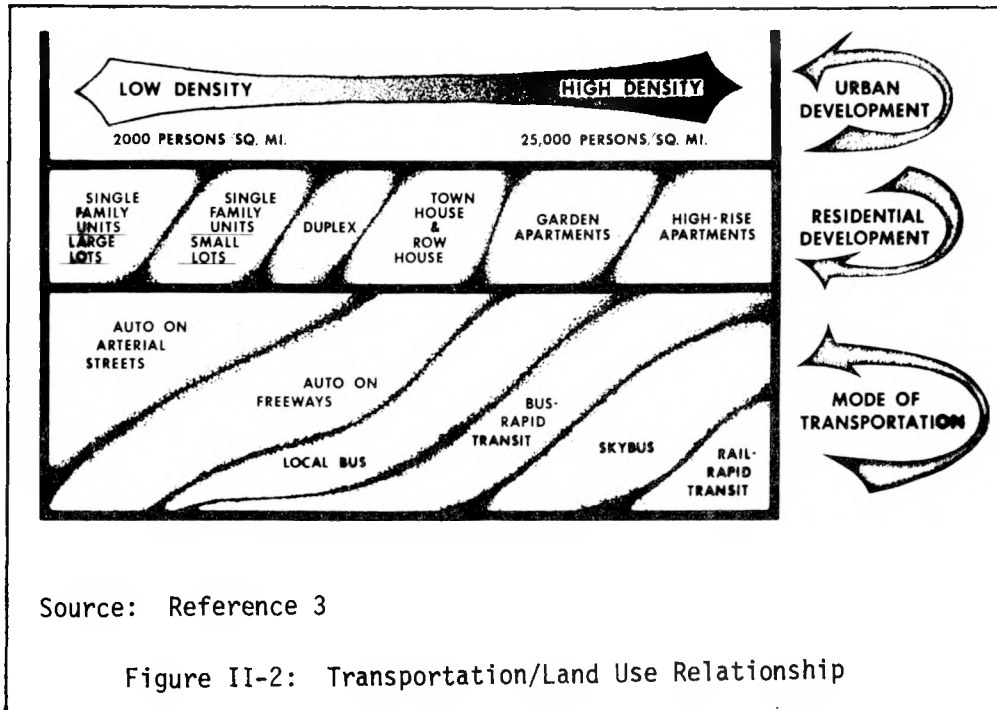 LOW DENSITY
HIGH DENSITY
2000 PERSONS/SQ. MI.
25,000 PERSONS/SQ. MI.
URBAN
DEVELOPMENT
SINGLE
FAMILY
UNITS
LARGE
LOTS
SINGLE
FAMILY
UNITS
SMALL
LOTS
DUPLEX
TOWN
HOUSE
&
ROW
HOUSE
GARDEN
APARTMENTS
HIGH-RISE
APARTMENTS
RESIDENTIAL
DEVELOPMENT
AUTO ON
ARTERIAL
STREETS
AUTO ON
FREEWAYS
LOCAL BUS
BUS-
RAPID
TRANSIT
SKYBUS
RAIL-
RAPID
TRANSIT
MODE OF
TRANSPORTATION
Source: Reference 3
Figure II-2: Transportation/Land Use Relationship